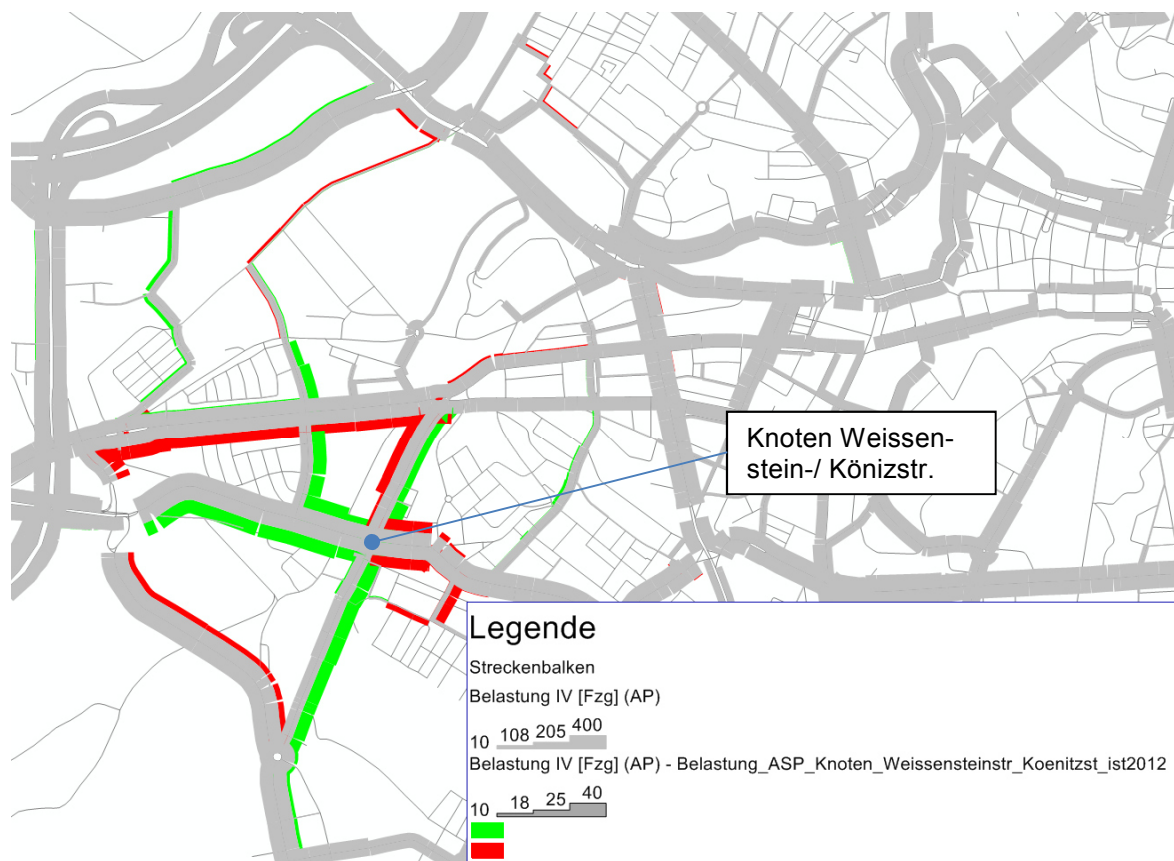 Knoten Weissen-
stein-/ Könizstr.
Legende
Streckenbalken
Belastung IV [Fzg] (AP)
10 108 205 400
Belastung IV [Fzg] (AP) - Belastung_ASP_Knoten_Weissensteinstr_Koenitzst_ist2012
10 18 25 40